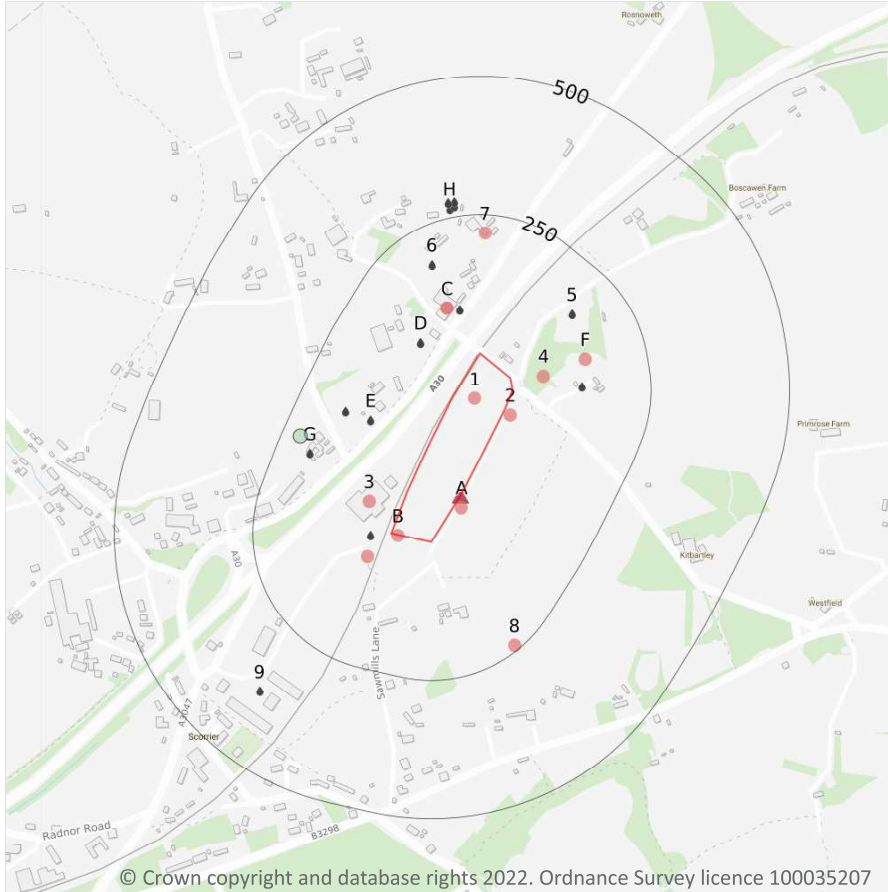 Rosnoweth
500
Boscawen Farm
H
7
250
6
C
5
D
F
4
A30
1
2
E
G
Primrose Farm
3
A
B
A30
Kitbartley
Westfield
8
Sawmills Lane
9
A3047
Scorrier
Radnor Road
B3298
© Crown copyright and database rights 2022. Ordnance Survey licence 100035207